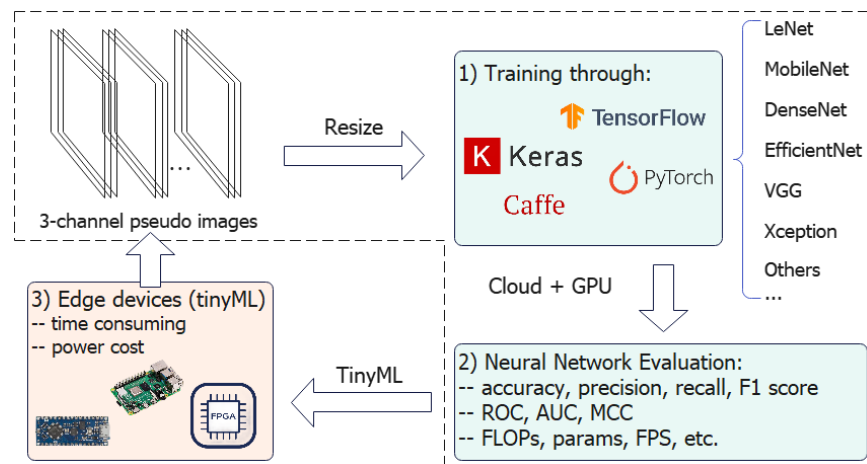 3-channel pseudo images
...
Resize
1) Training through:
TensorFlow
K Keras
PyTorch
Caffe
LeNet
MobileNet
DenseNet
EfficientNet
VGG
Xception
Others
...
Cloud + GPU
2) Neural Network Evaluation:
-- accuracy, precision, recall, F1 score
-- ROC, AUC, MCC
-- FLOPs, params, FPS, etc.
TinyML
3) Edge devices (tinyML)
-- time consuming
-- power cost
FPGA